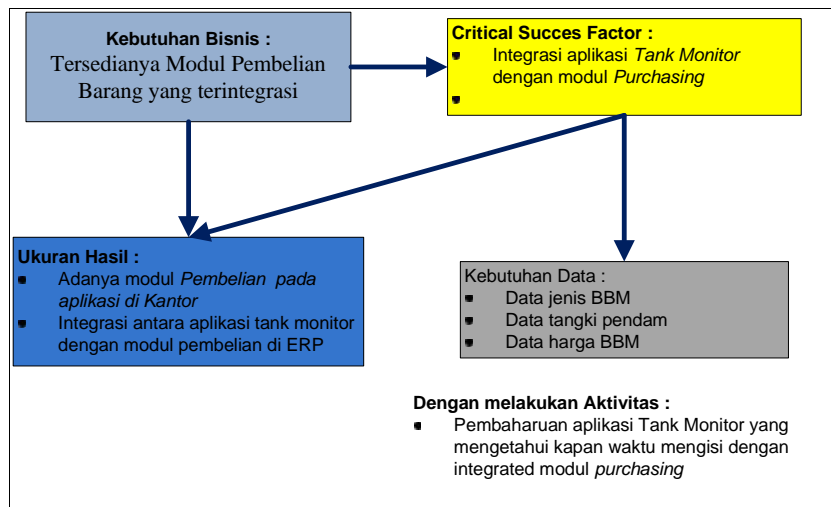 Kebutuhan Bisnis :
Tersedianya Modul Pembelian
Barang yang terintegrasi
Critical Succes Factor :
Integrasi aplikasi Tank Monitor
dengan modul Purchasing
Ukuran Hasil :
Adanya modul Pembelian pada
aplikasi di Kantor
Integrasi antara aplikasi tank monitor
dengan modul pembelian di ERP
Kebutuhan Data :
Data jenis BBM
Data tangki pendam
Data harga BBM
Dengan melakukan Aktivitas :
Pembaharuan aplikasi Tank Monitor yang
mengetahui kapan waktu mengisi dengan
integrated modul purchasing